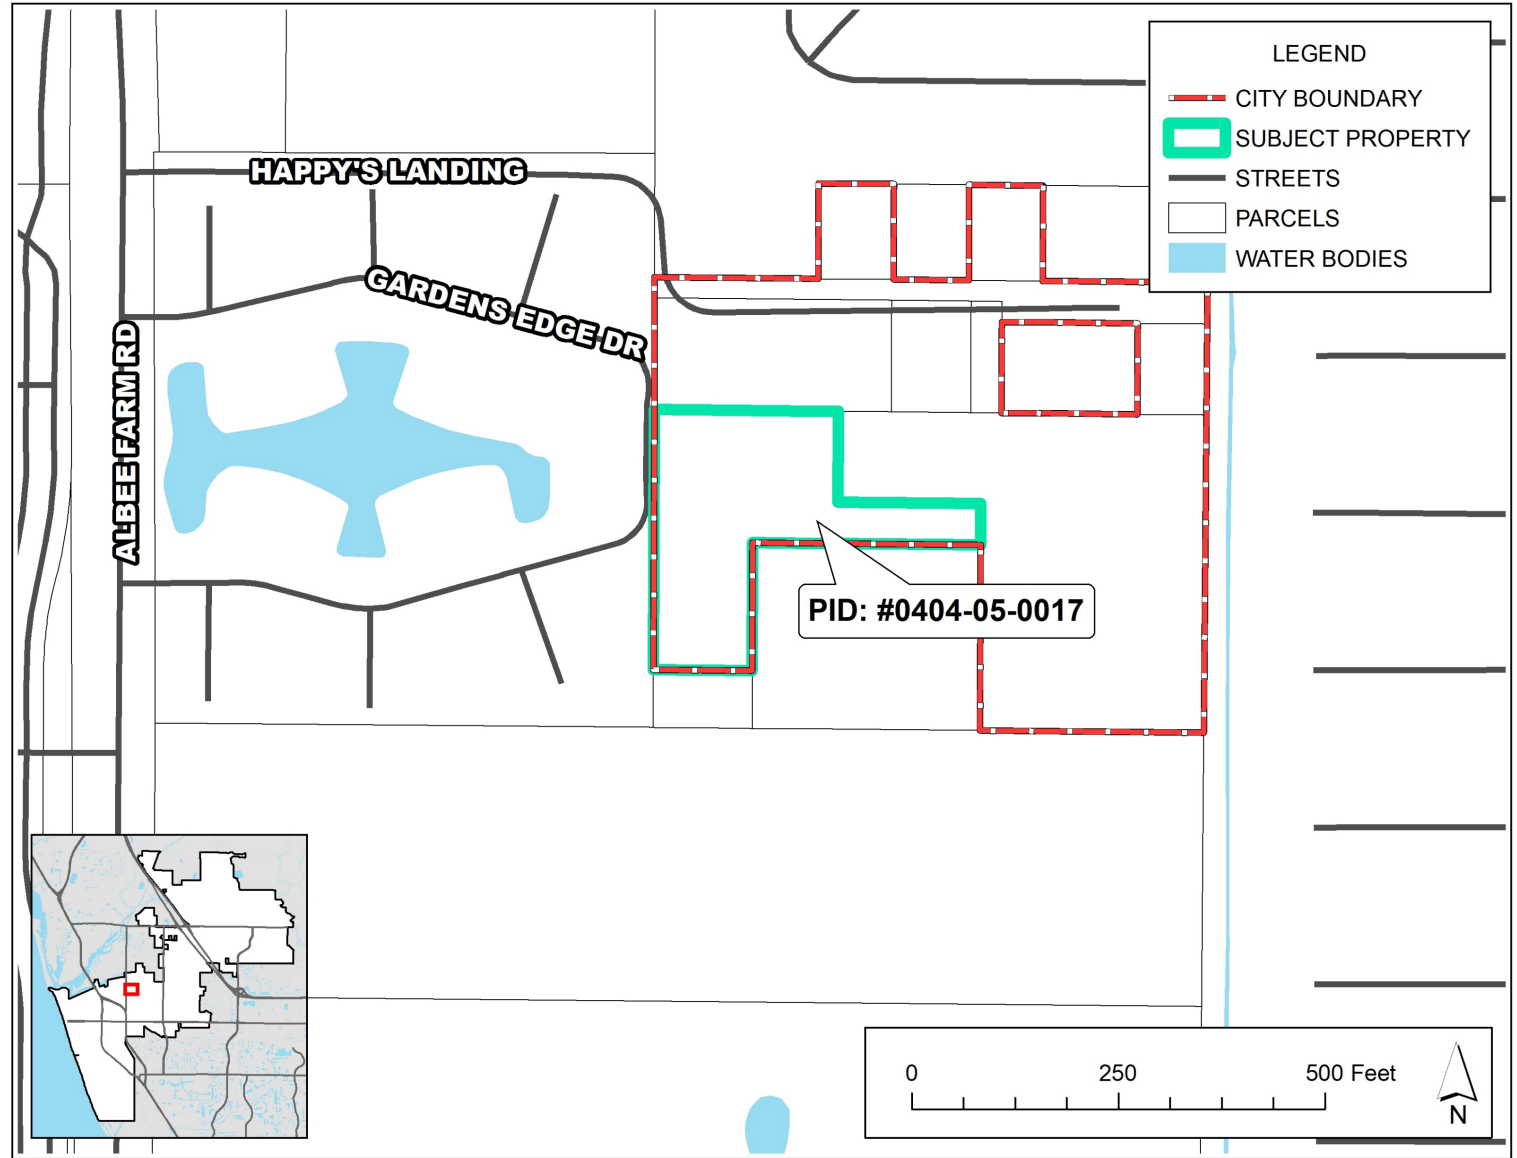 LEGEND
CITY BOUNDARY
SUBJECT PROPERTY
STREETS
PARCELS
WATER BODIES
HAPPY'S LANDING
GARDENS EDGE DR
ALBEE FARM RD
PID: #0404-05-0017
0 250 500 Feet
N